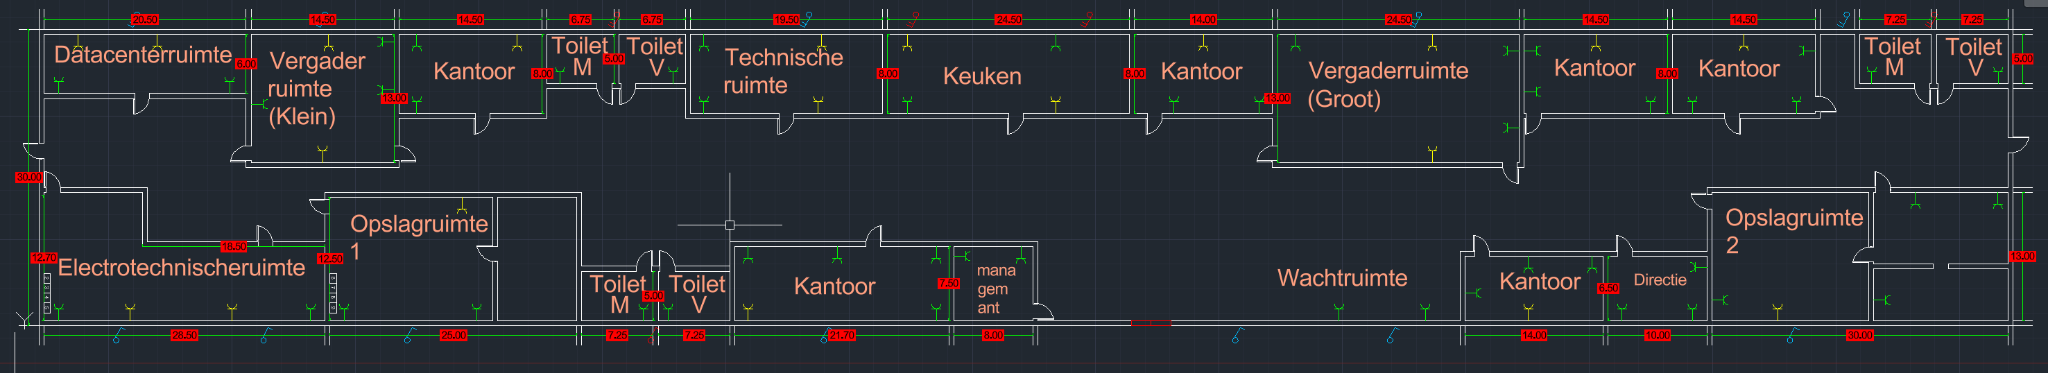 20.50
14.50
14.50
6.75
6.75
19.50
24.50
14.00
24.50
14.50
14.50
7.25
7.25
Datacenterruimte
Vergader
ruimte
(Klein)
Kantoor
Toilet
M
Toilet
V
Technische
ruimte
Keuken
Kantoor
Vergaderruimte
(Groot)
Kantoor
Kantoor
Toilet
M
Toilet
V
6.00
13.00
8.00
5.00
8.00
8.00
13.00
8.00
5.00
30.00
Opslagruimte
1
Opslagruimte
2
18.50
12.70
12.50
Electrotechnischeruimte
Toilet
M
Toilet
V
5.00
Kantoor
7.50
mana
gem
ant
Wachtruimte
Kantoor
6.50
Directie
13.00
28.50
25.00
7.25
7.25
21.70
8.00
14.00
10.00
30.00